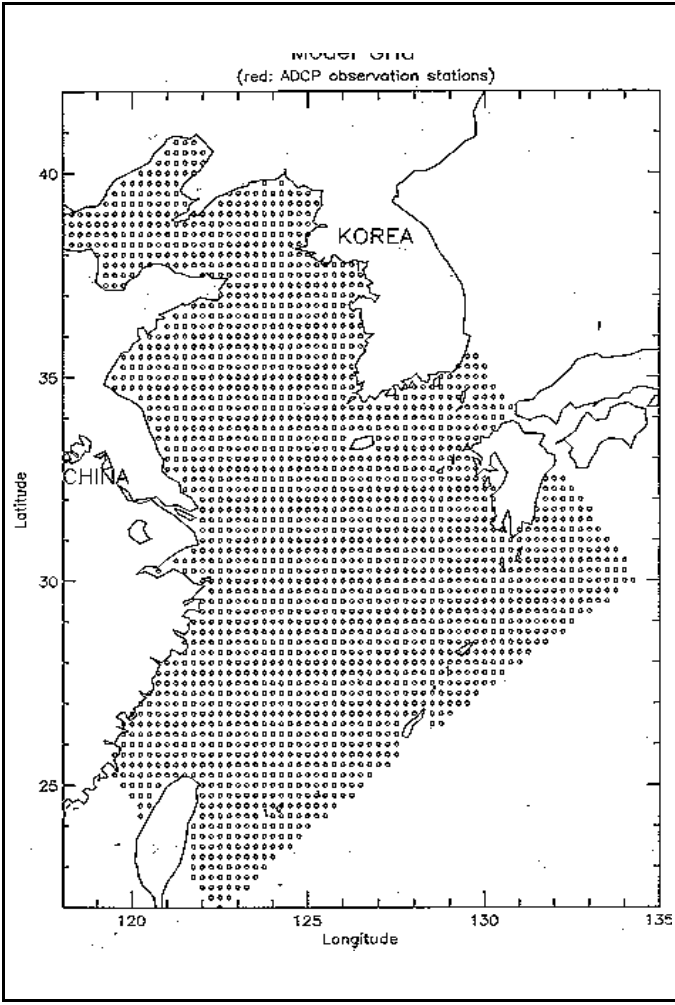 Model Grid
(red: ADCP observation stations)
40
KOREA
35
CHINA
Latitude
30
25
120
125
130
135
Longitude